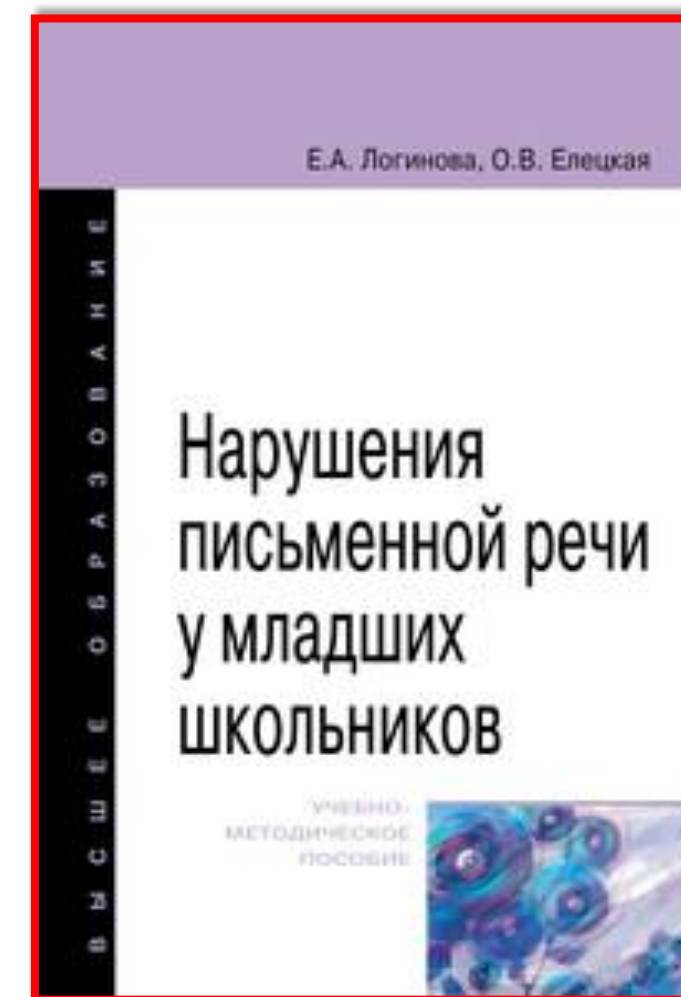 Е.А. Логинова, О.В. Елецкая
ВЫСШЕЕ ОБРАЗОВАНИЕ
Нарушения
письменной речи
у младших
школьников
УЧЕБНО-
МЕТОДИЧЕСКОЕ
ПОСОБИЕ